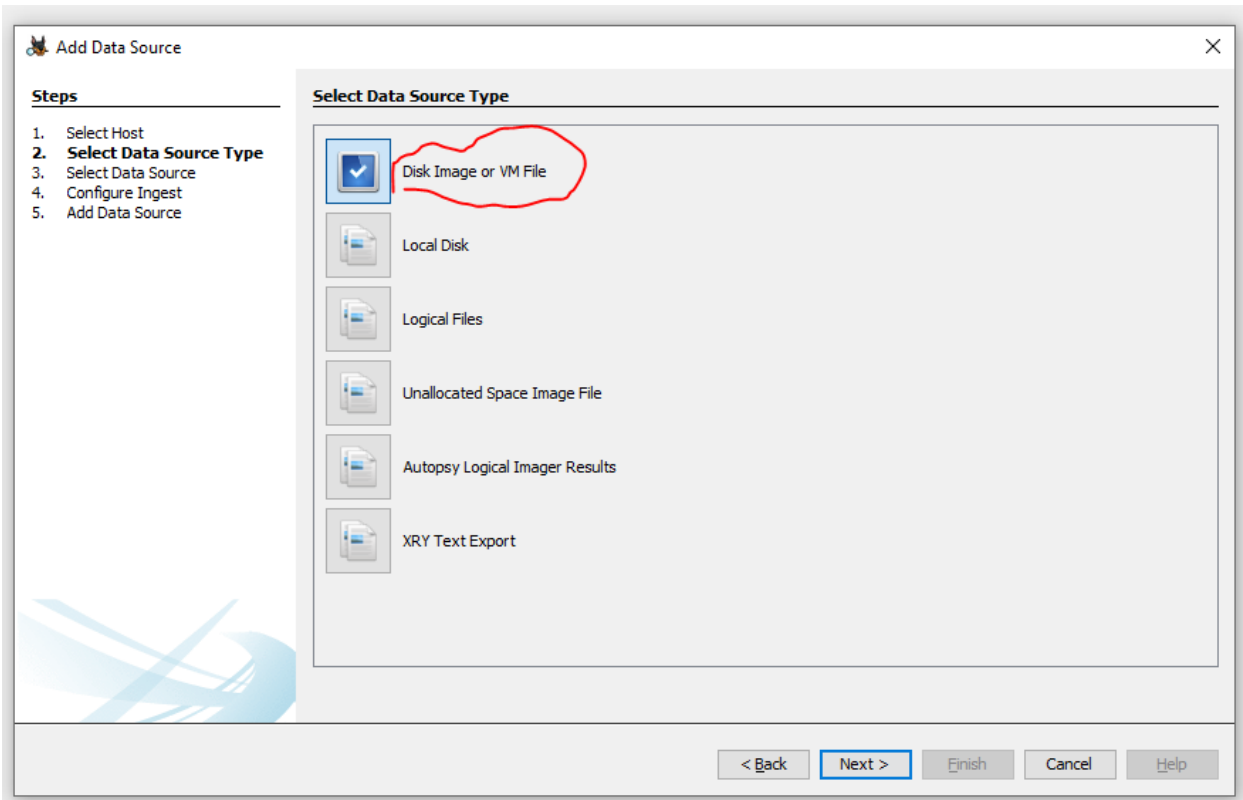 Add Data Source
Steps
1. Select Host
2. Select Data Source Type
3. Select Data Source
4. Configure Ingest
5. Add Data Source
Select Data Source Type
Disk Image or VM File
Local Disk
Logical Files
Unallocated Space Image File
Autopsy Logical Imager Results
XRY Text Export
< Back Next > Finish Cancel Help